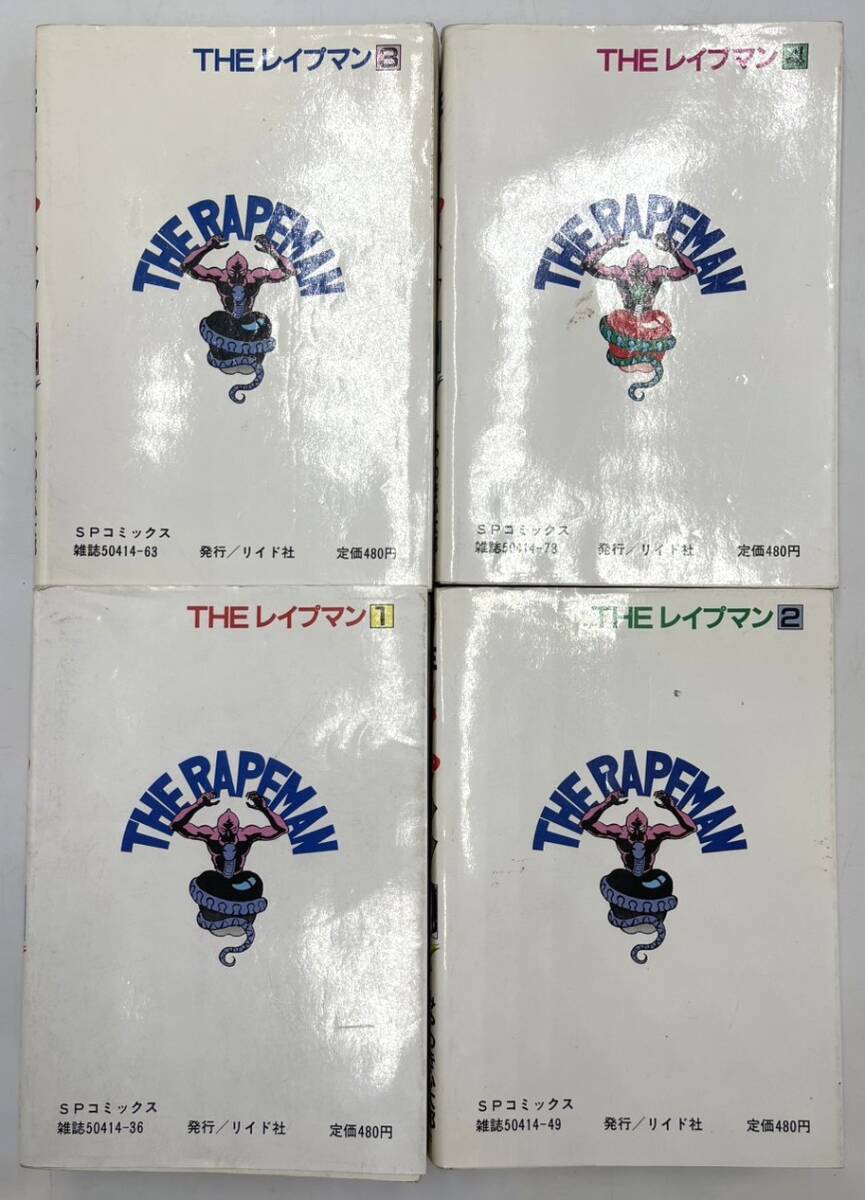 THE レイプマン 3
THE RAPEMAN
SPコミックス
雑誌50414-63 発行/リイド社 定価480円
THE レイプマン 4
THE RAPEMAN
SPコミックス
雑誌50414-73 発行/リイド社 定価480円
THE レイプマン 1
THE RAPEMAN
SPコミックス
雑誌50414-36 発行/リイド社 定価480円
THE レイプマン 2
THE RAPEMAN
SPコミックス
雑誌50414-49 発行/リイド社 定価480円